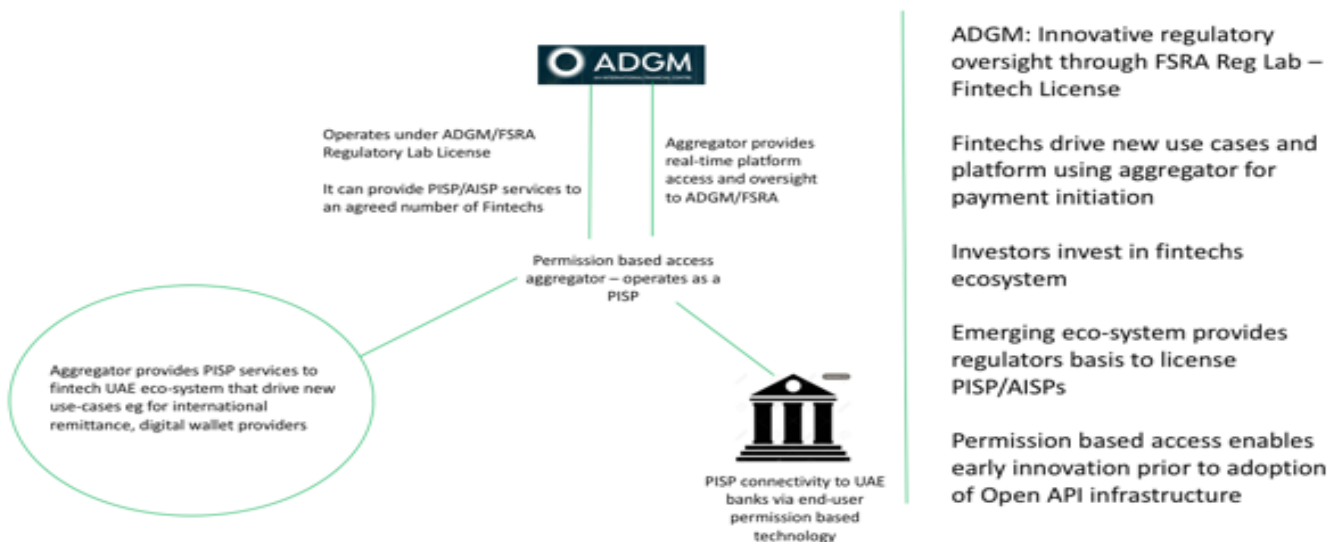 ADGM
AN INTERNATIONAL FINANCIAL CENTRE
Operates under ADGM/FSRA
Regulatory Lab License
It can provide PISP/AISP services to
an agreed number of Fintechs
Aggregator provides
real-time platform
access and oversight
to ADGM/FSRA
Permission based access
aggregator – operates as a
PISP
Aggregator provides PISP services to
fintech UAE eco-system that drive new
use-cases eg for international
remittance, digital wallet providers
PISP connectivity to UAE
banks via end-user
permission based
technology
ADGM: Innovative regulatory
oversight through FSRA Reg Lab –
Fintech License
Fintechs drive new use cases and
platform using aggregator for
payment initiation
Investors invest in fintechs
ecosystem
Emerging eco-system provides
regulators basis to license
PISP/AISPs
Permission based access enables
early innovation prior to adoption
of Open API infrastructure